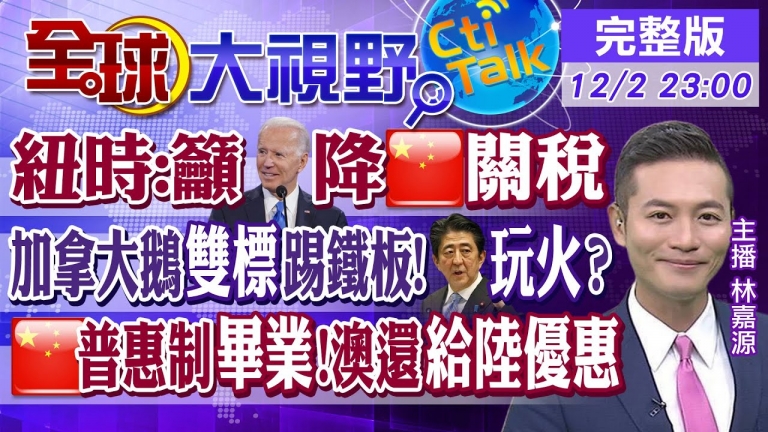 全球大視野
Cti Talk
完整版
12/2 23:00
紐時:籲 降 關稅
加拿大鵝雙標踢鐵板! 玩火?
普惠制畢業!澳還給陸優惠
主播 林嘉源